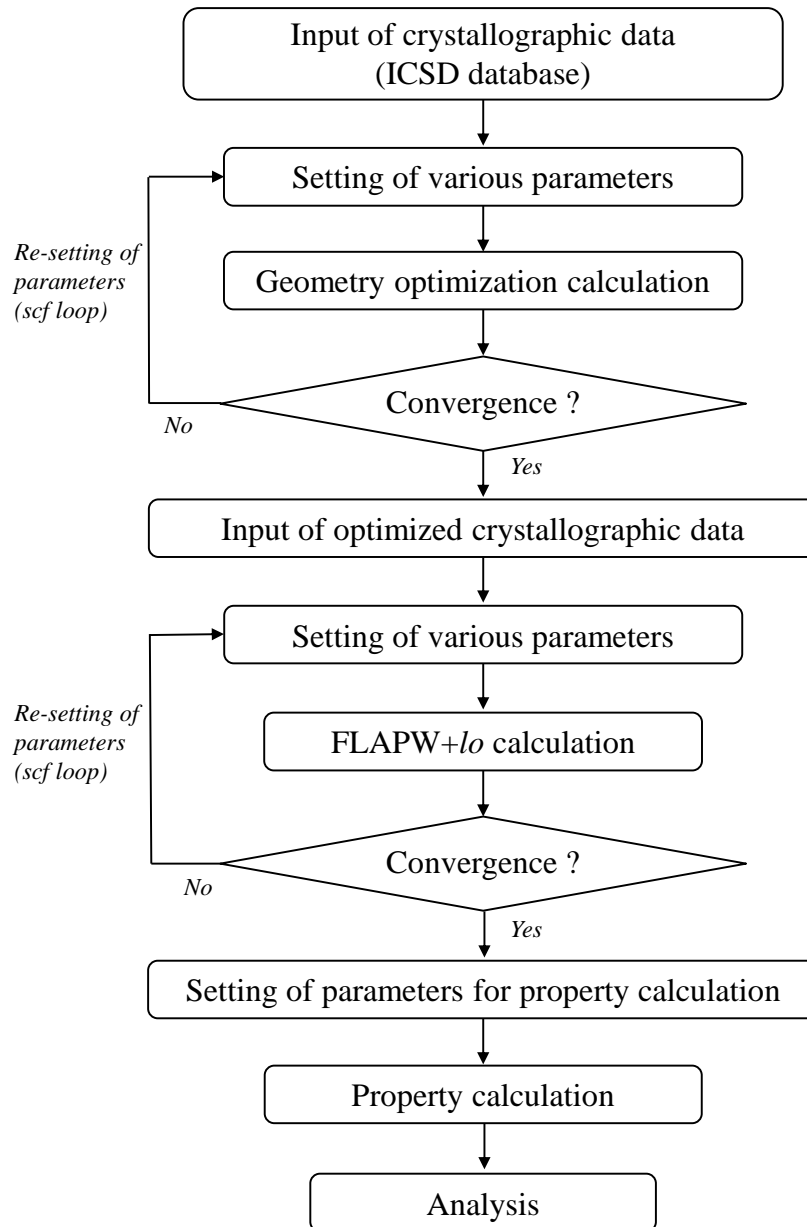 Input of crystallographic data
(ICSD database)
Setting of various parameters
Re-setting of
parameters
(scf loop)
Geometry optimization calculation
Convergence ?
No
Yes
Input of optimized crystallographic data
Setting of various parameters
Re-setting of
parameters
(scf loop)
FLAPW+lo calculation
Convergence ?
No
Yes
Setting of parameters for property calculation
Property calculation
Analysis